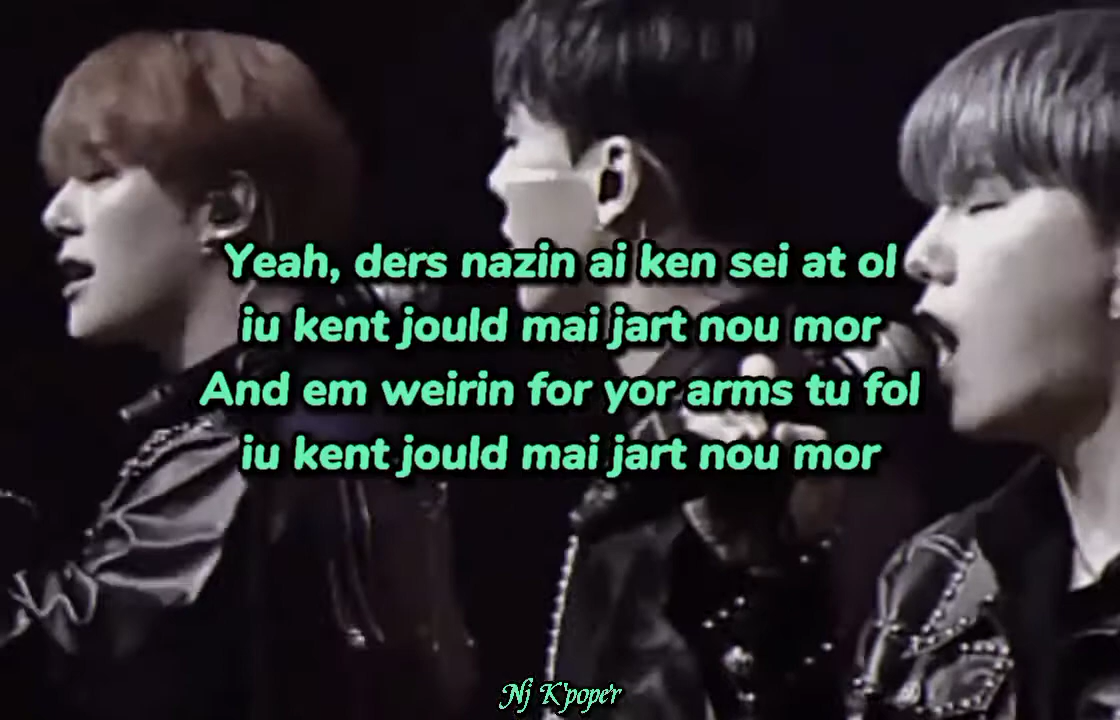 Yeah, ders nazin ai ken sei at ol
iu kent jould mai jart nou mor
And em weirin for yor arms tu fol
iu kent jould mai jart nou mor
Nj K'pope'r